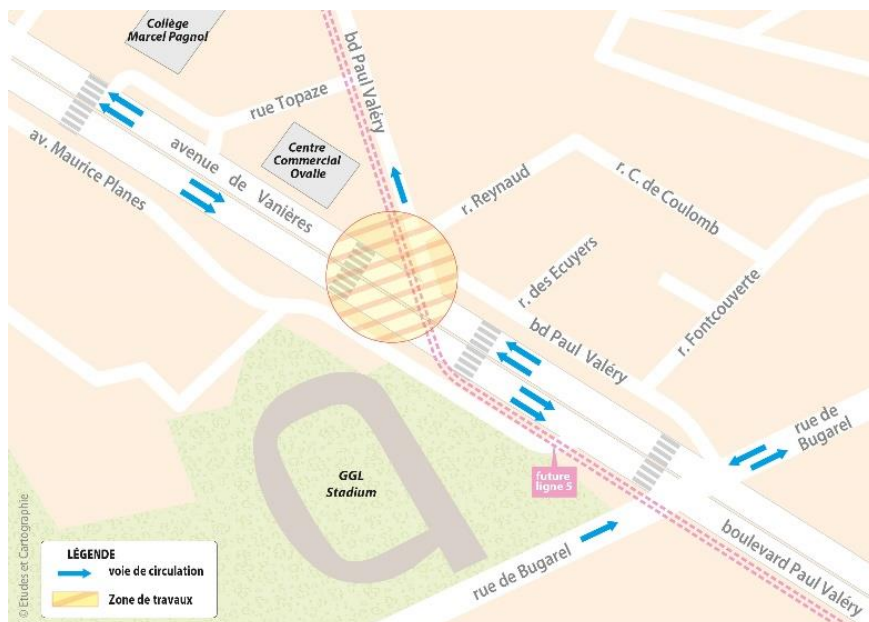 Collège
Marcel Pagnol
bd Paul Valéry
rue Topaze
av. Maurice Planes
avenue de Vanières
Centre
Commercial
Ovalie
r. Reynaud
r. C. de Coulomb
r. des Ecuyers
bd Paul Valéry
r. Fontcouverte
rue de
Bugarel
GGL
Stadium
future
ligne 5
rue de Bugarel
boulevard Paul Valéry
LÉGENDE
voie de circulation
Zone de travaux
© Etudes et Cartographie